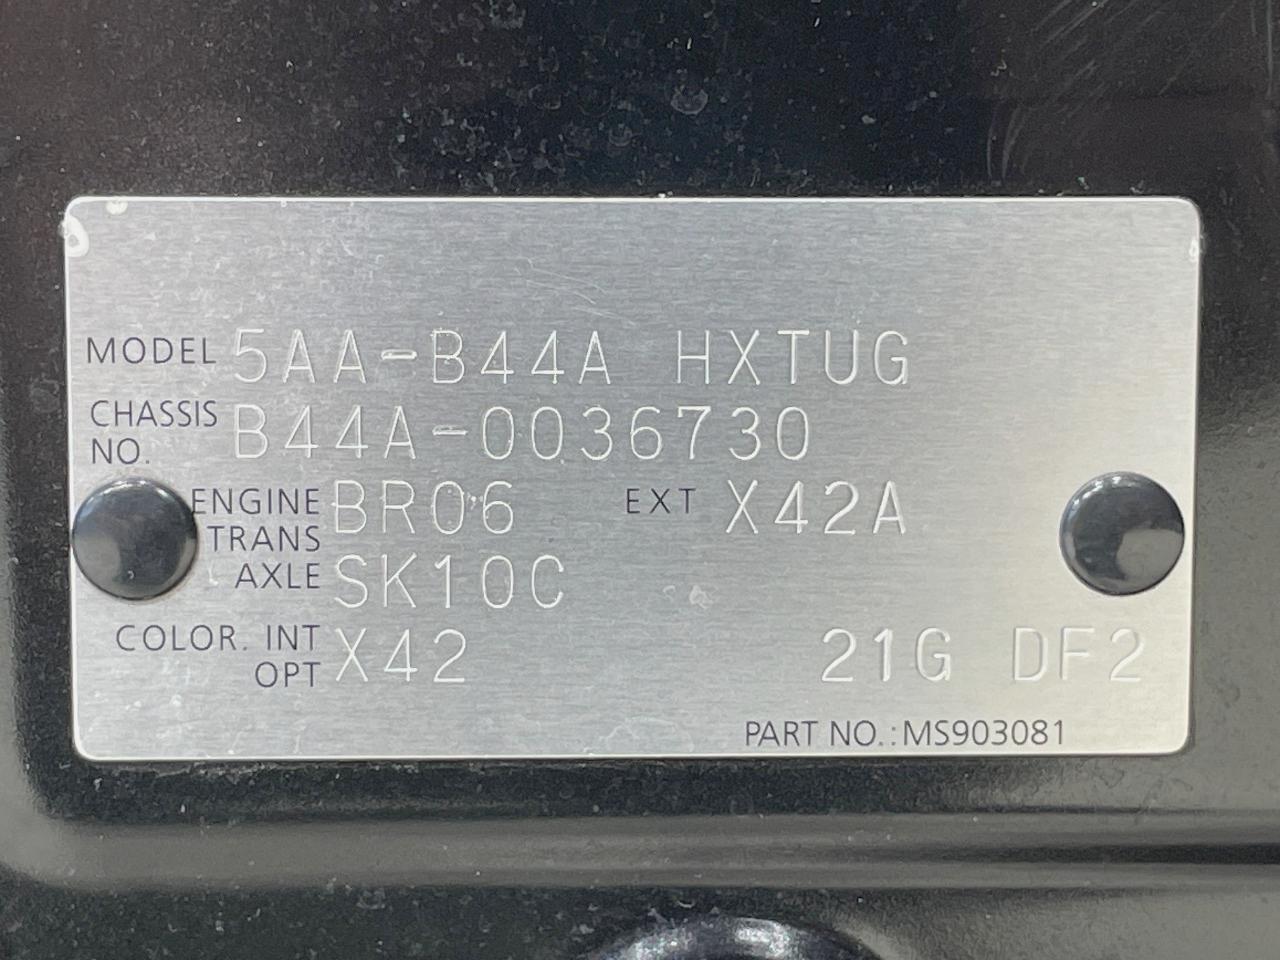 MODEL 5AA-B44A HXTUG
CHASSIS NO. B44A-0036730
ENGINE BR06 EXT X42A
TRANS AXLE SK10C
COLOR. INT X42 21G DF2
OPT
PART NO.:MS903081